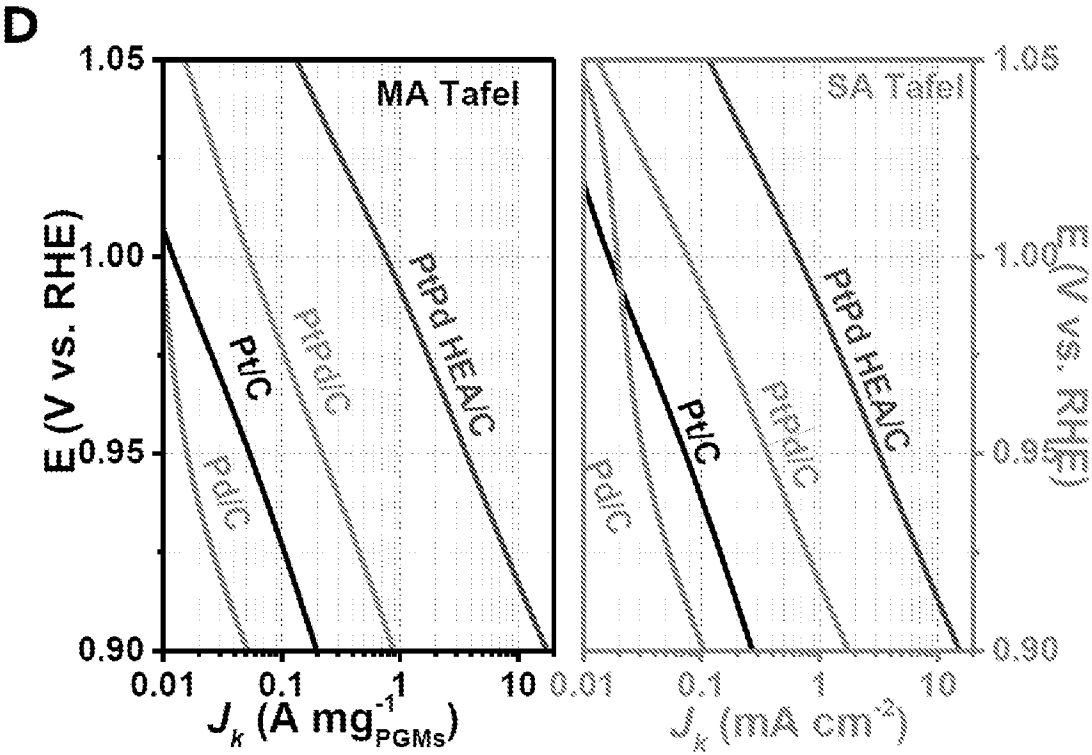 D
MA Tafel
SA Tafel
E (V vs. RHE)
1.05
1.00
0.95
0.90
Pt/C
PtPd/C
PtPd HEA/C
Pd/C
0.01 0.1 1 10
J_k (A mg⁻¹_PGMs)
Pt/C
PtPd/C
PtPd HEA/C
Pd/C
0.01 0.1 1 10
J_k (mA cm⁻²)
1.05
1.00
0.95
0.90
E (V vs. RHE)